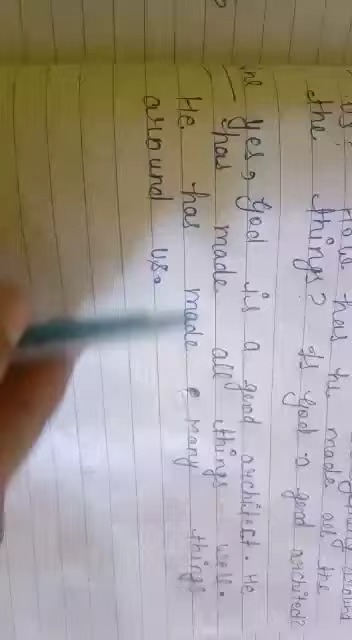 us? How has he made all the
the things? Is God a good architect?
Yes, God is a good architect. He
has made all things well.
He has made many things
around us.